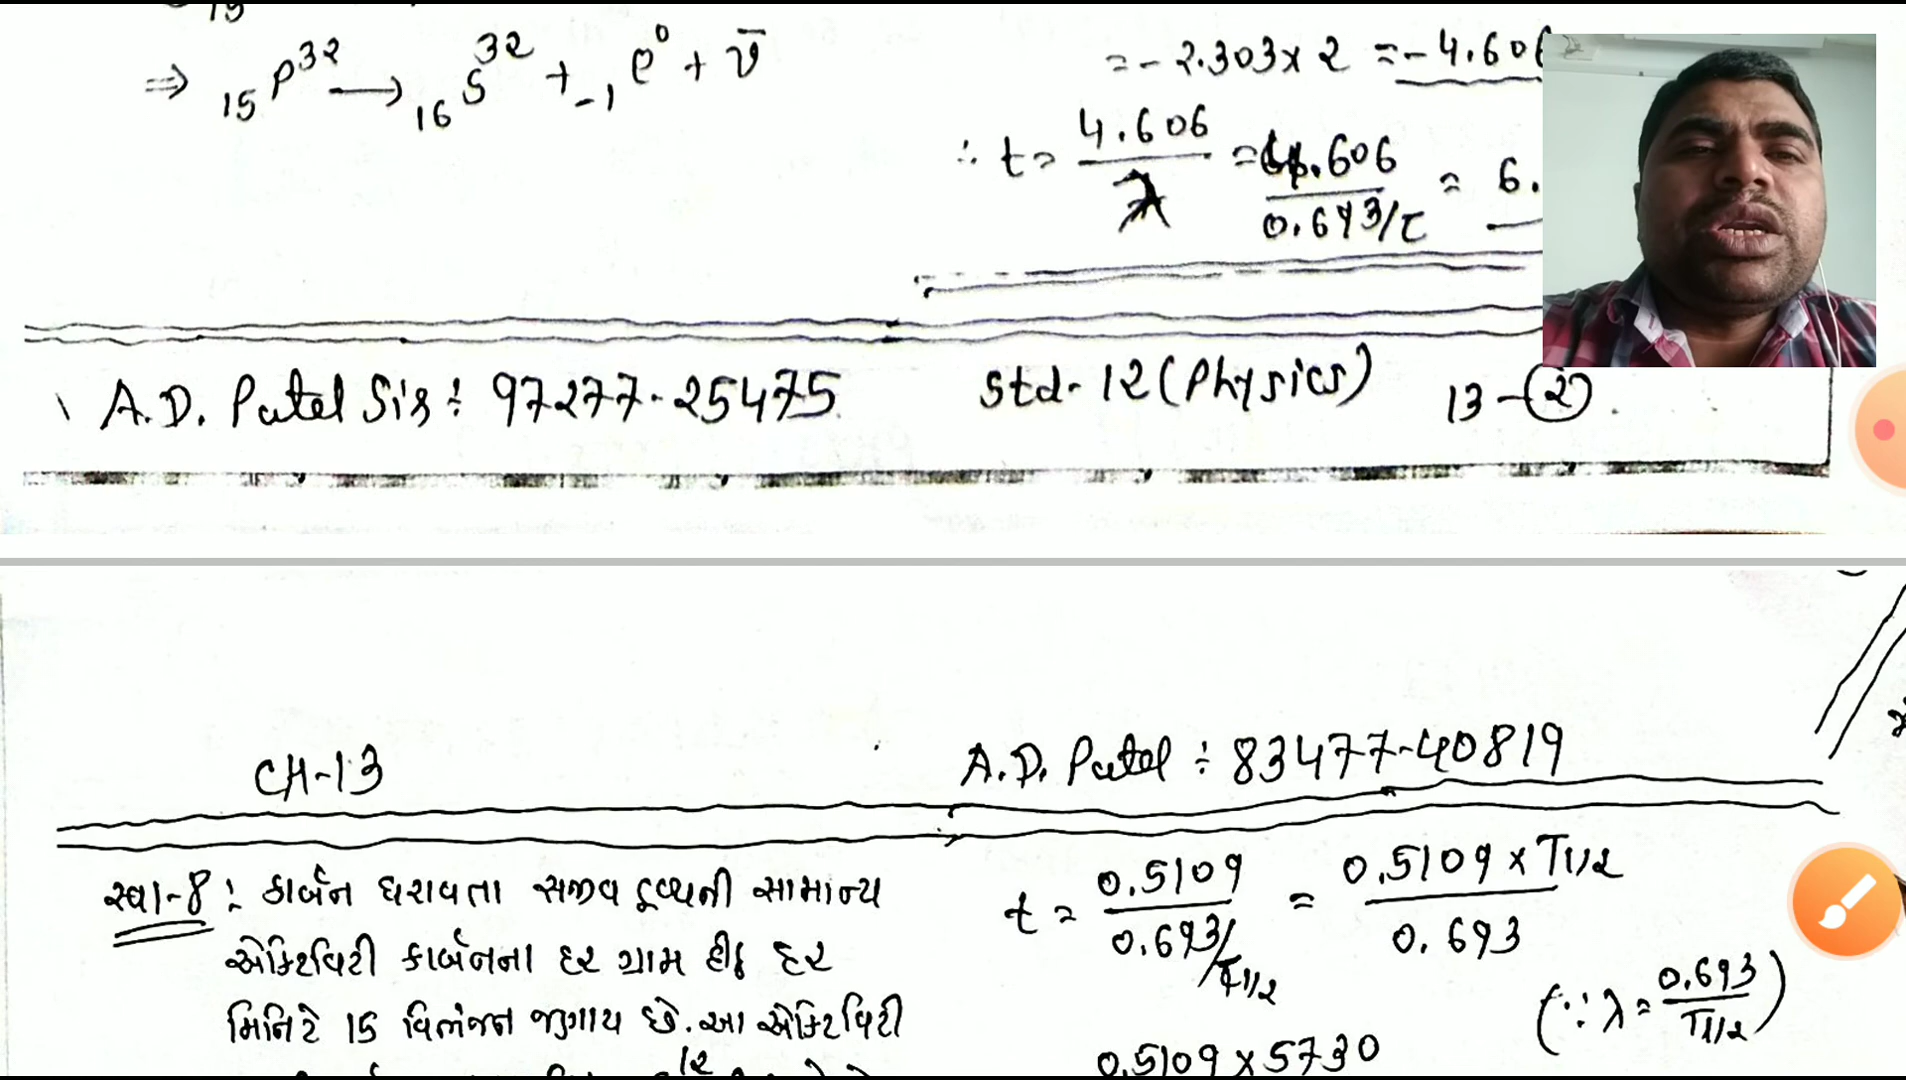 ⇒ ₁₅P³² → ₁₆S³² + ₋₁e⁰ + ν̄
= - 2.303 x 2 = - 4.606
∴ t = 4.606 / λ = 4.606 / 0.693/τ = 6.
A.D. Patel Sir : 97277-25475 Std-12 (Physics) 13-(2)
CH-13
A.D. Patel : 83477-40819
સ્વા-8 : કાર્બન ધરાવતા સજીવ દ્રવ્યની સામાન્ય
એક્ટિવિટી કાર્બનના દર ગ્રામ દીઠ દર
મિનિટે 15 વિભંજન જણાય છે. આ એક્ટિવિટી
t = 0.5109 / 0.693/T1/2 = 0.5109 x T1/2 / 0.693
(∵ λ = 0.693 / T1/2)
0.5109 x 5730